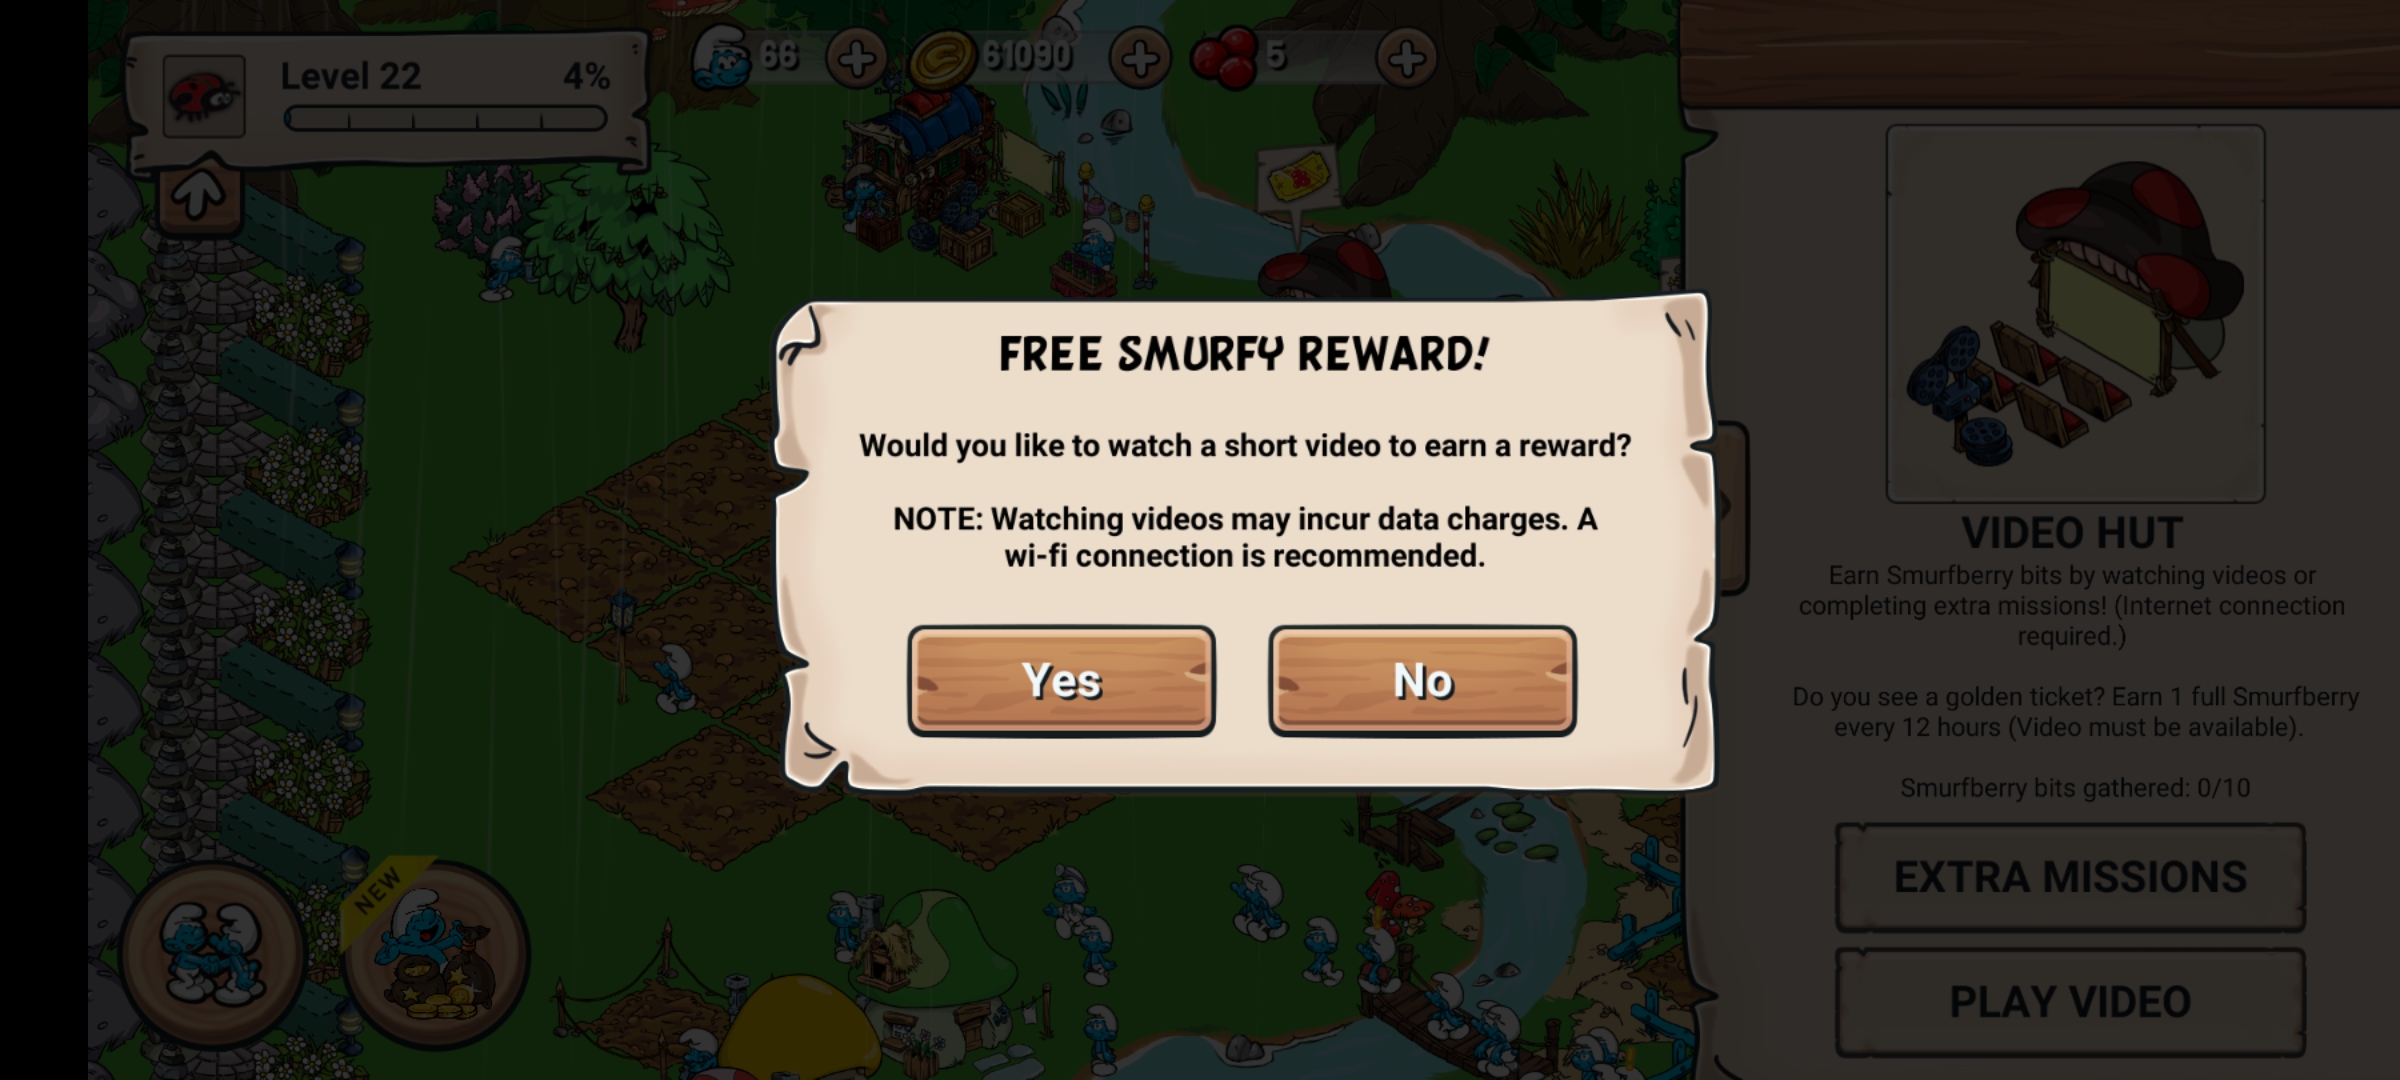 Level 22
4%
66
61090
5
FREE SMURFY REWARD!
Would you like to watch a short video to earn a reward?
NOTE: Watching videos may incur data charges. A
wi-fi connection is recommended.
Yes
No
VIDEO HUT
Earn Smurfberry bits by watching videos or
completing extra missions! (Internet connection
required.)
Do you see a golden ticket? Earn 1 full Smurfberry
every 12 hours (Video must be available).
Smurfberry bits gathered: 0/10
EXTRA MISSIONS
PLAY VIDEO
NEW